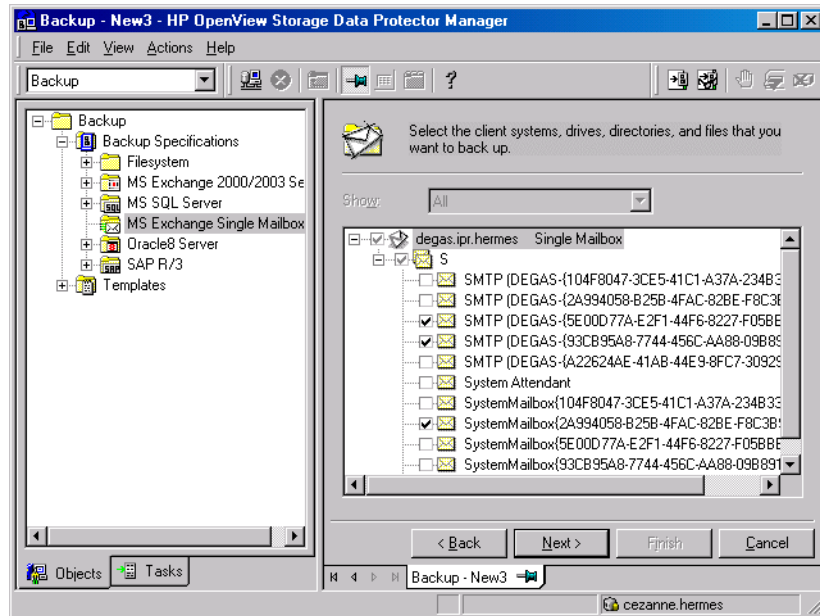 Backup - New3 - HP OpenView Storage Data Protector Manager
File Edit View Actions Help
Backup
?
Backup
Backup Specifications
Filesystem
MS Exchange 2000/2003 Se
MS SQL Server
MS Exchange Single Mailbox
Oracle8 Server
SAP R/3
Templates
Objects
Tasks
Select the client systems, drives, directories, and files that you
want to back up.
Show: All
degas.ipr.hermes Single Mailbox
S
SMTP (DEGAS-{104F8047-3CE5-41C1-A37A-234B3
SMTP (DEGAS-{2A994058-B25B-4FAC-82BE-F8C3B
SMTP (DEGAS-{5E00D77A-E2F1-44F6-8227-F05BB
SMTP (DEGAS-{93CB95A8-7744-456C-AA88-09B89
SMTP (DEGAS-{A22624AE-41AB-44E9-8FC7-30929
System Attendant
SystemMailbox{104F8047-3CE5-41C1-A37A-234B33
SystemMailbox{2A994058-B25B-4FAC-82BE-F8C3B
SystemMailbox{5E00D77A-E2F1-44F6-8227-F05BBE
SystemMailbox{93CB95A8-7744-456C-AA88-09B891
< Back Next > Finish Cancel
Backup - New3
cezanne.hermes